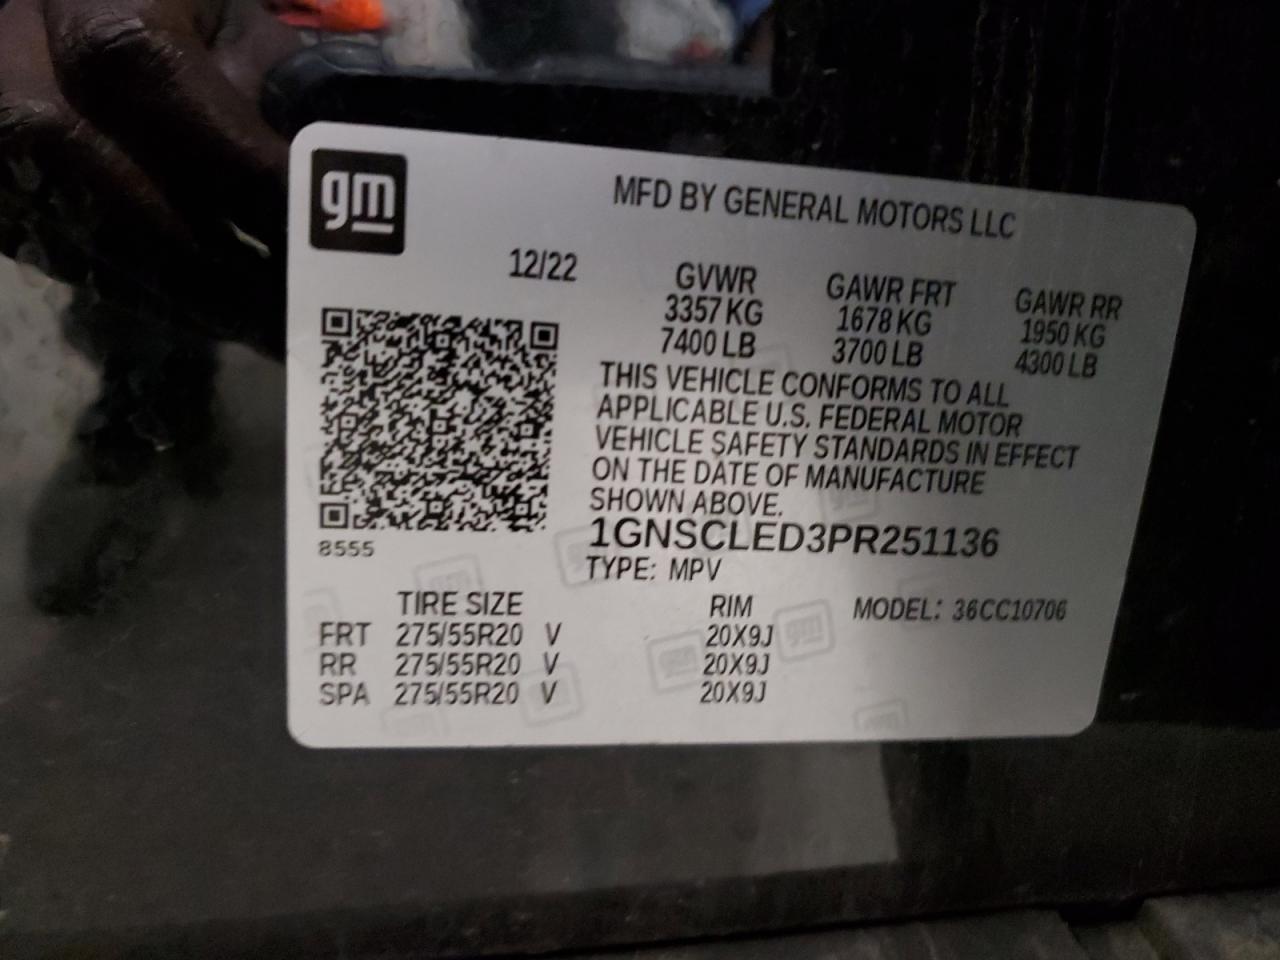 gm
MFD BY GENERAL MOTORS LLC
12/22
GVWR GAWR FRT GAWR RR
3357 KG 1678 KG 1950 KG
7400 LB 3700 LB 4300 LB
THIS VEHICLE CONFORMS TO ALL
APPLICABLE U.S. FEDERAL MOTOR
VEHICLE SAFETY STANDARDS IN EFFECT
ON THE DATE OF MANUFACTURE
SHOWN ABOVE.
1GNSCLED3PR251136
8555
TYPE: MPV
TIRE SIZE RIM MODEL: 36CC10706
FRT 275/55R20 V 20X9J
RR 275/55R20 V 20X9J
SPA 275/55R20 V 20X9J